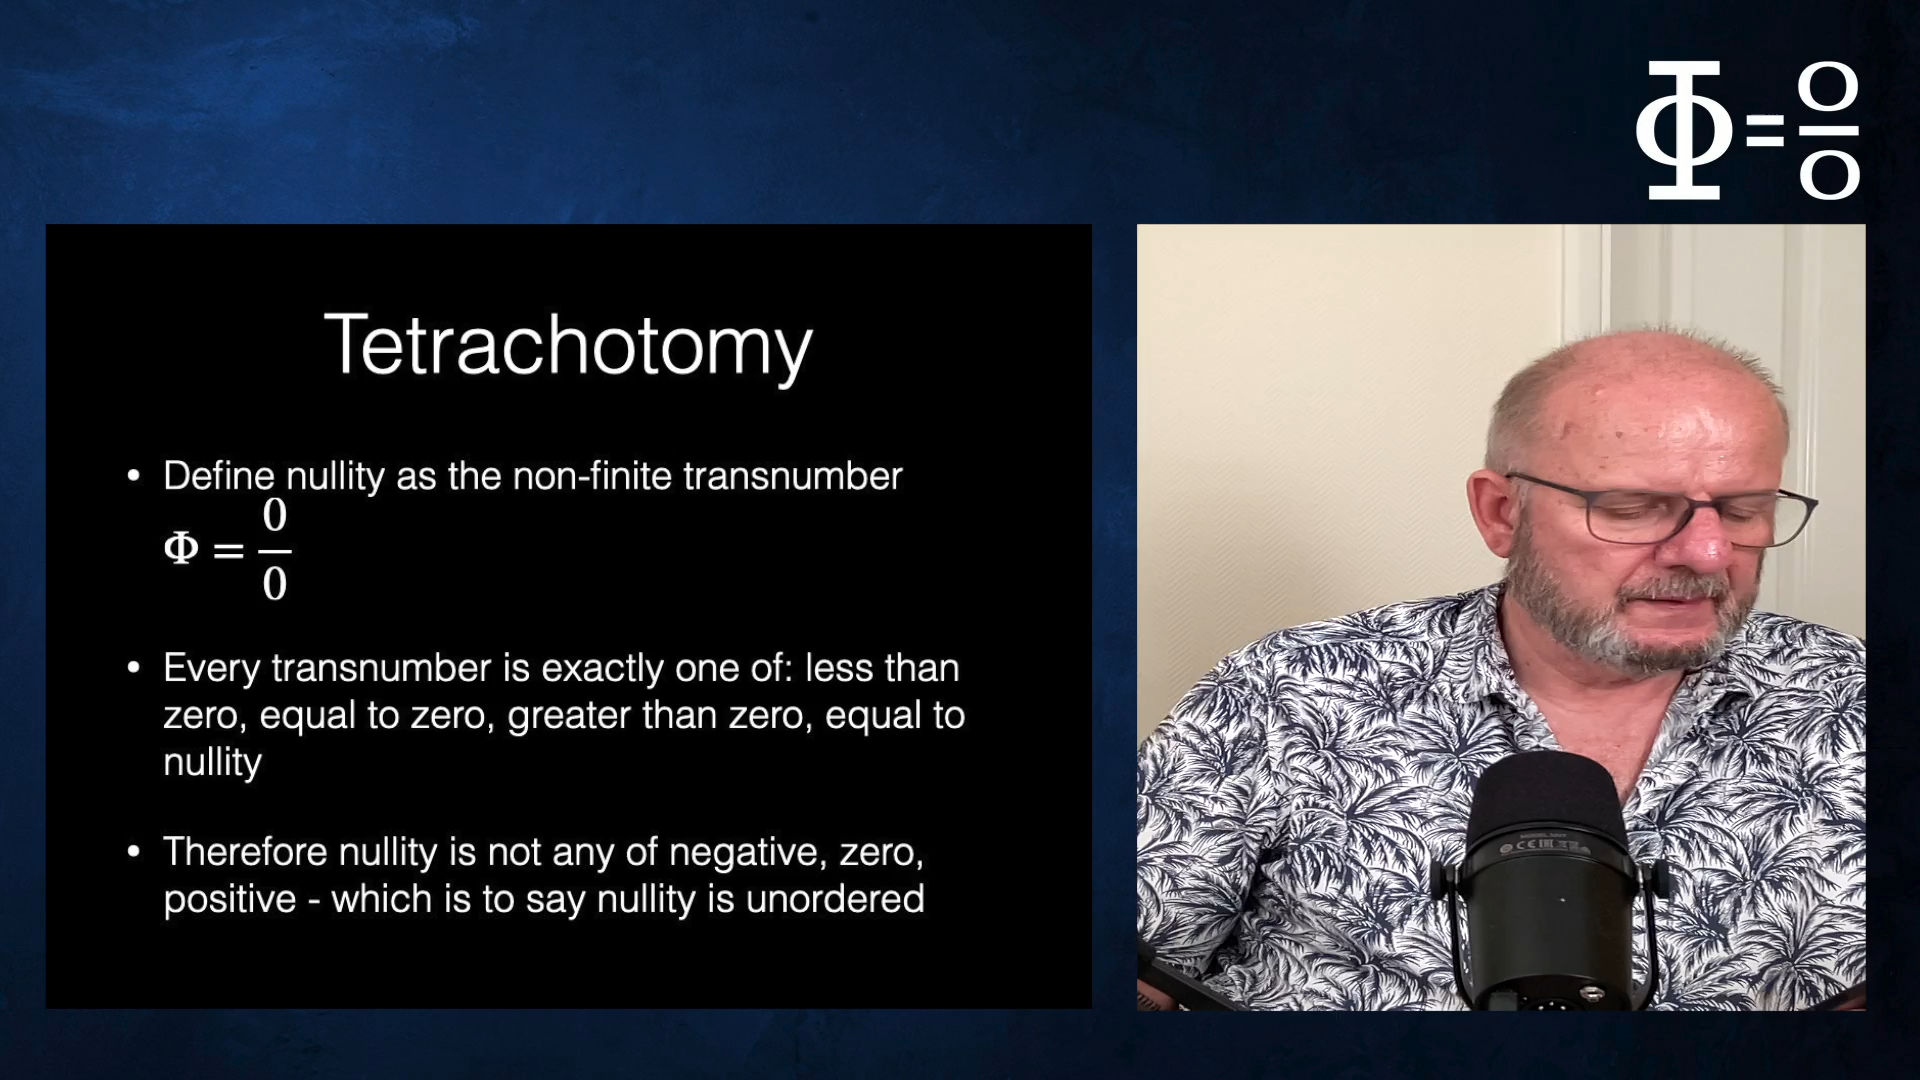 Φ = 0/0
Tetrachotomy
• Define nullity as the non-finite transnumber
Φ = 0/0
• Every transnumber is exactly one of: less than
zero, equal to zero, greater than zero, equal to
nullity
• Therefore nullity is not any of negative, zero,
positive - which is to say nullity is unordered